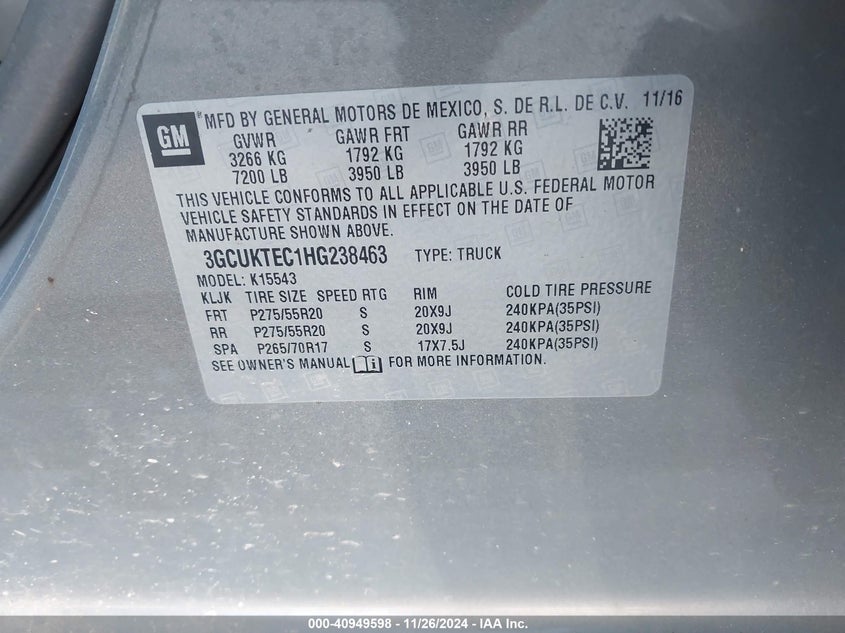 GM
MFD BY GENERAL MOTORS DE MEXICO, S. DE R.L. DE C.V. 11/16
GVWR GAWR FRT GAWR RR
3266 KG 1792 KG 1792 KG
7200 LB 3950 LB 3950 LB
THIS VEHICLE CONFORMS TO ALL APPLICABLE U.S. FEDERAL MOTOR
VEHICLE SAFETY STANDARDS IN EFFECT ON THE DATE OF
MANUFACTURE SHOWN ABOVE.
3GCUKTEC1HG238463 TYPE: TRUCK
MODEL: K15543
KLJK TIRE SIZE SPEED RTG RIM COLD TIRE PRESSURE
FRT P275/55R20 S 20X9J 240KPA(35PSI)
RR P275/55R20 S 20X9J 240KPA(35PSI)
SPA P265/70R17 S 17X7.5J 240KPA(35PSI)
SEE OWNER'S MANUAL FOR MORE INFORMATION.
000-40949598 - 11/26/2024 - IAA Inc.